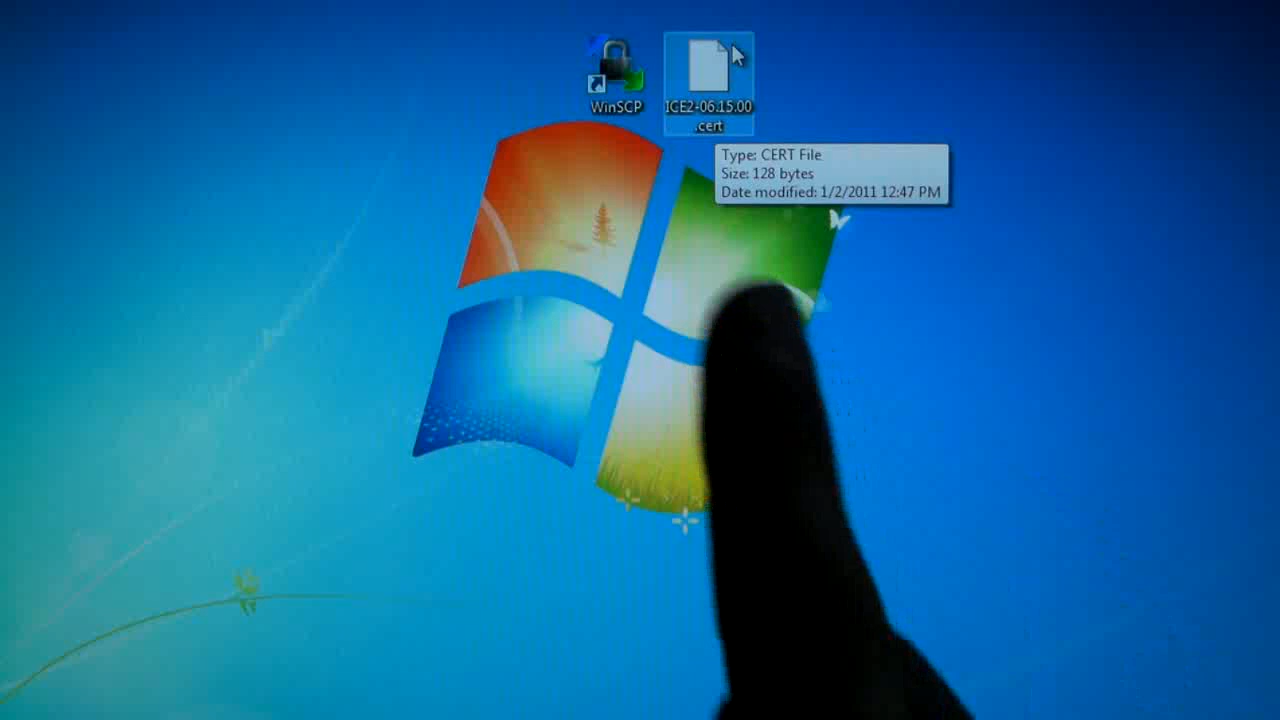 WinSCP
ICE2-06.15.00
.cert
Type: CERT File
Size: 128 bytes
Date modified: 1/2/2011 12:47 PM